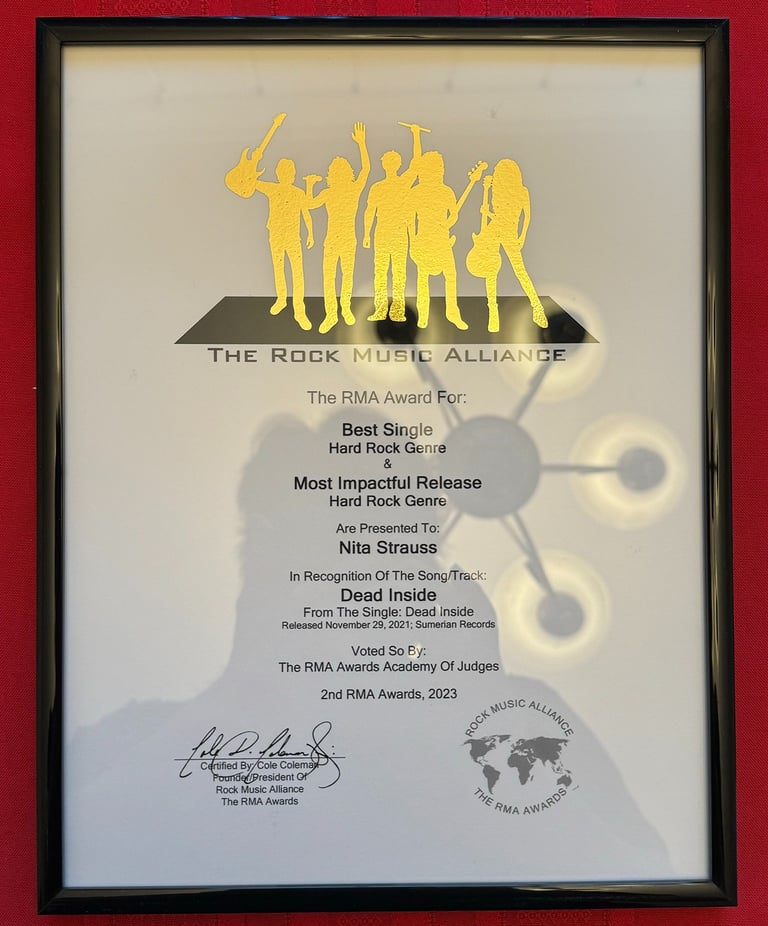 The Rock Music Alliance
The RMA Award For:
Best Single
Hard Rock Genre
&
Most Impactful Release
Hard Rock Genre
Are Presented To:
Nita Strauss
In Recognition Of The Song/Track:
Dead Inside
From The Single: Dead Inside
Released November 29, 2021; Sumerian Records
Voted So By:
The RMA Awards Academy Of Judges
2nd RMA Awards, 2023
Certified By: Cole Coleman
Founder/President Of
Rock Music Alliance
The RMA Awards
ROCK MUSIC ALLIANCE
THE RMA AWARDS